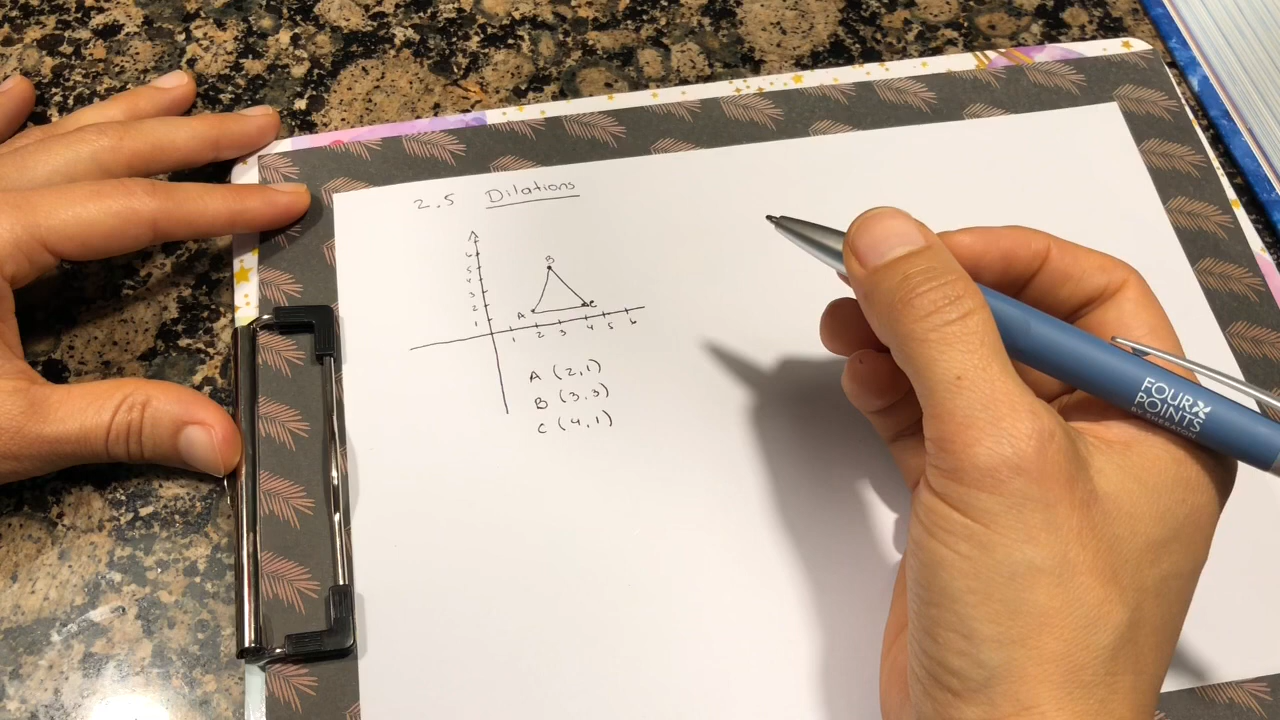 2.5 Dilations
6
5
4
3
2
1
B
A
C
1 2 3 4 5 6
A (2,1)
B (3,3)
C (4,1)
FOUR
POINTS
BY SHERATON